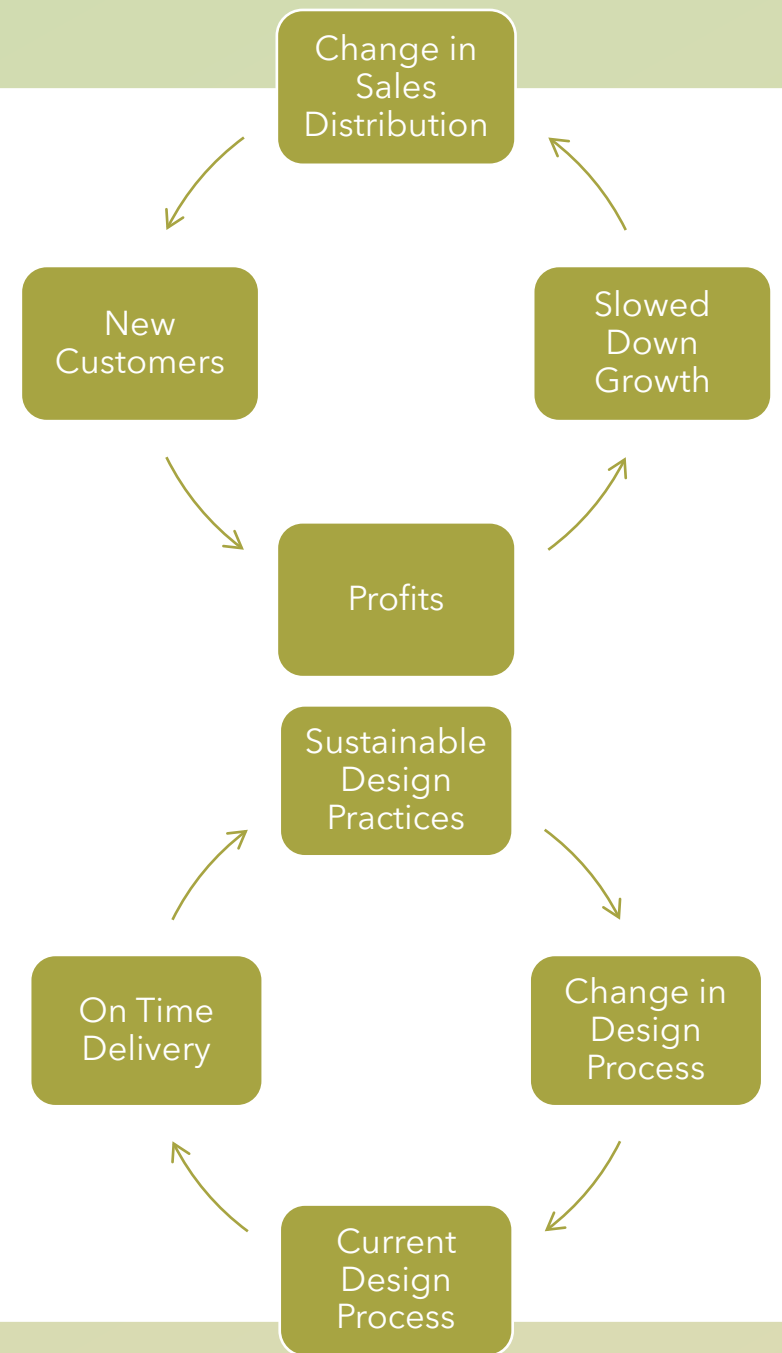 Change in
Sales
Distribution
New
Customers
Slowed
Down
Growth
Profits
Sustainable
Design
Practices
On Time
Delivery
Change in
Design
Process
Current
Design
Process